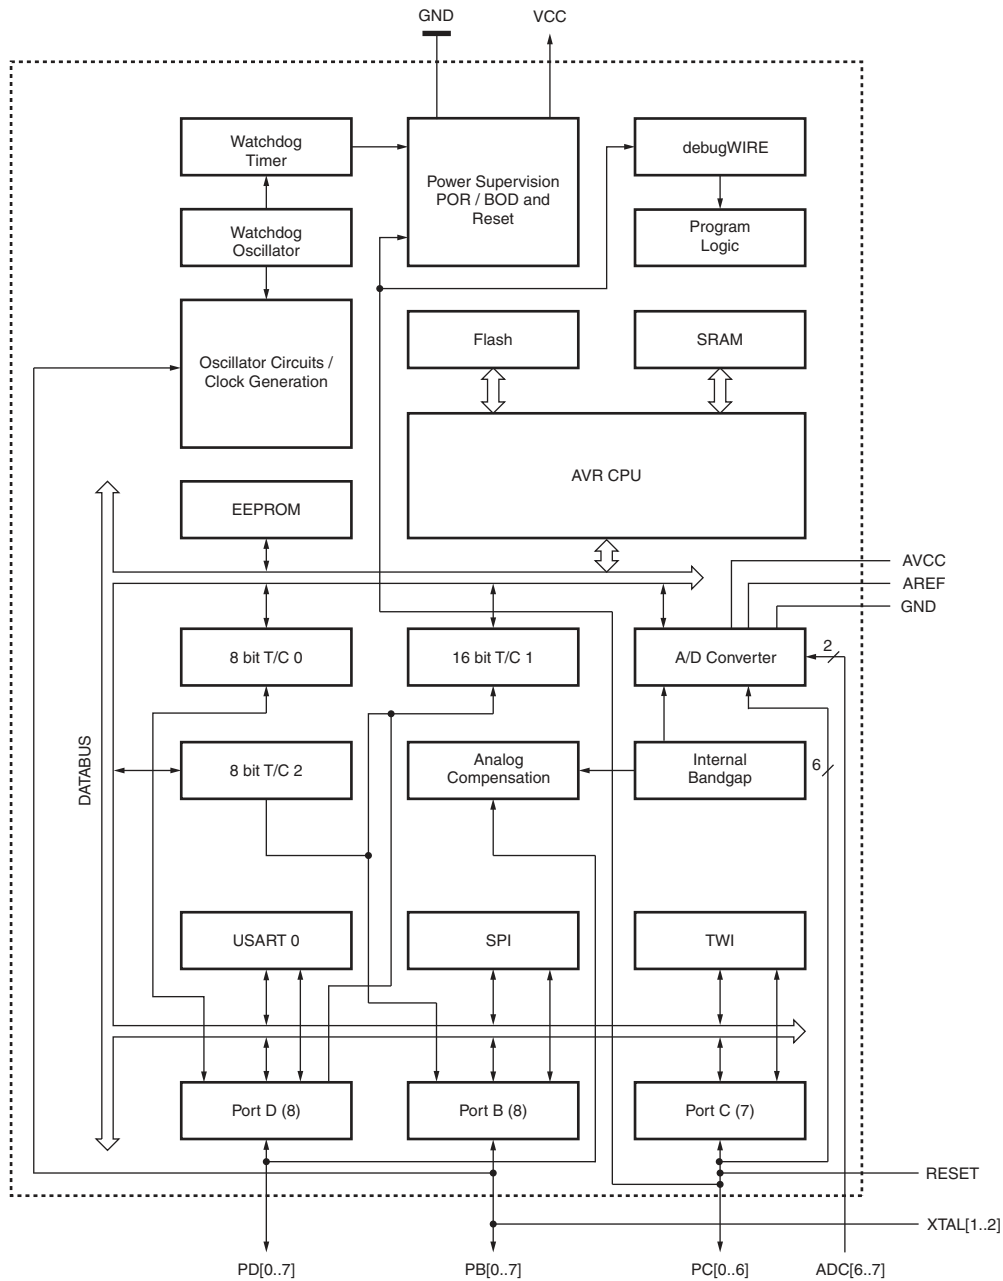 GND
VCC
Watchdog
Timer
Power Supervision
POR / BOD and
Reset
debugWIRE
Watchdog
Oscillator
Program
Logic
Oscillator Circuits /
Clock Generation
Flash
SRAM
AVR CPU
EEPROM
AVCC
AREF
GND
8 bit T/C 0
16 bit T/C 1
A/D Converter
2
DATABUS
8 bit T/C 2
Analog
Compensation
Internal
Bandgap
6
USART 0
SPI
TWI
Port D (8)
Port B (8)
Port C (7)
RESET
XTAL[1..2]
PD[0..7]
PB[0..7]
PC[0..6]
ADC[6..7]